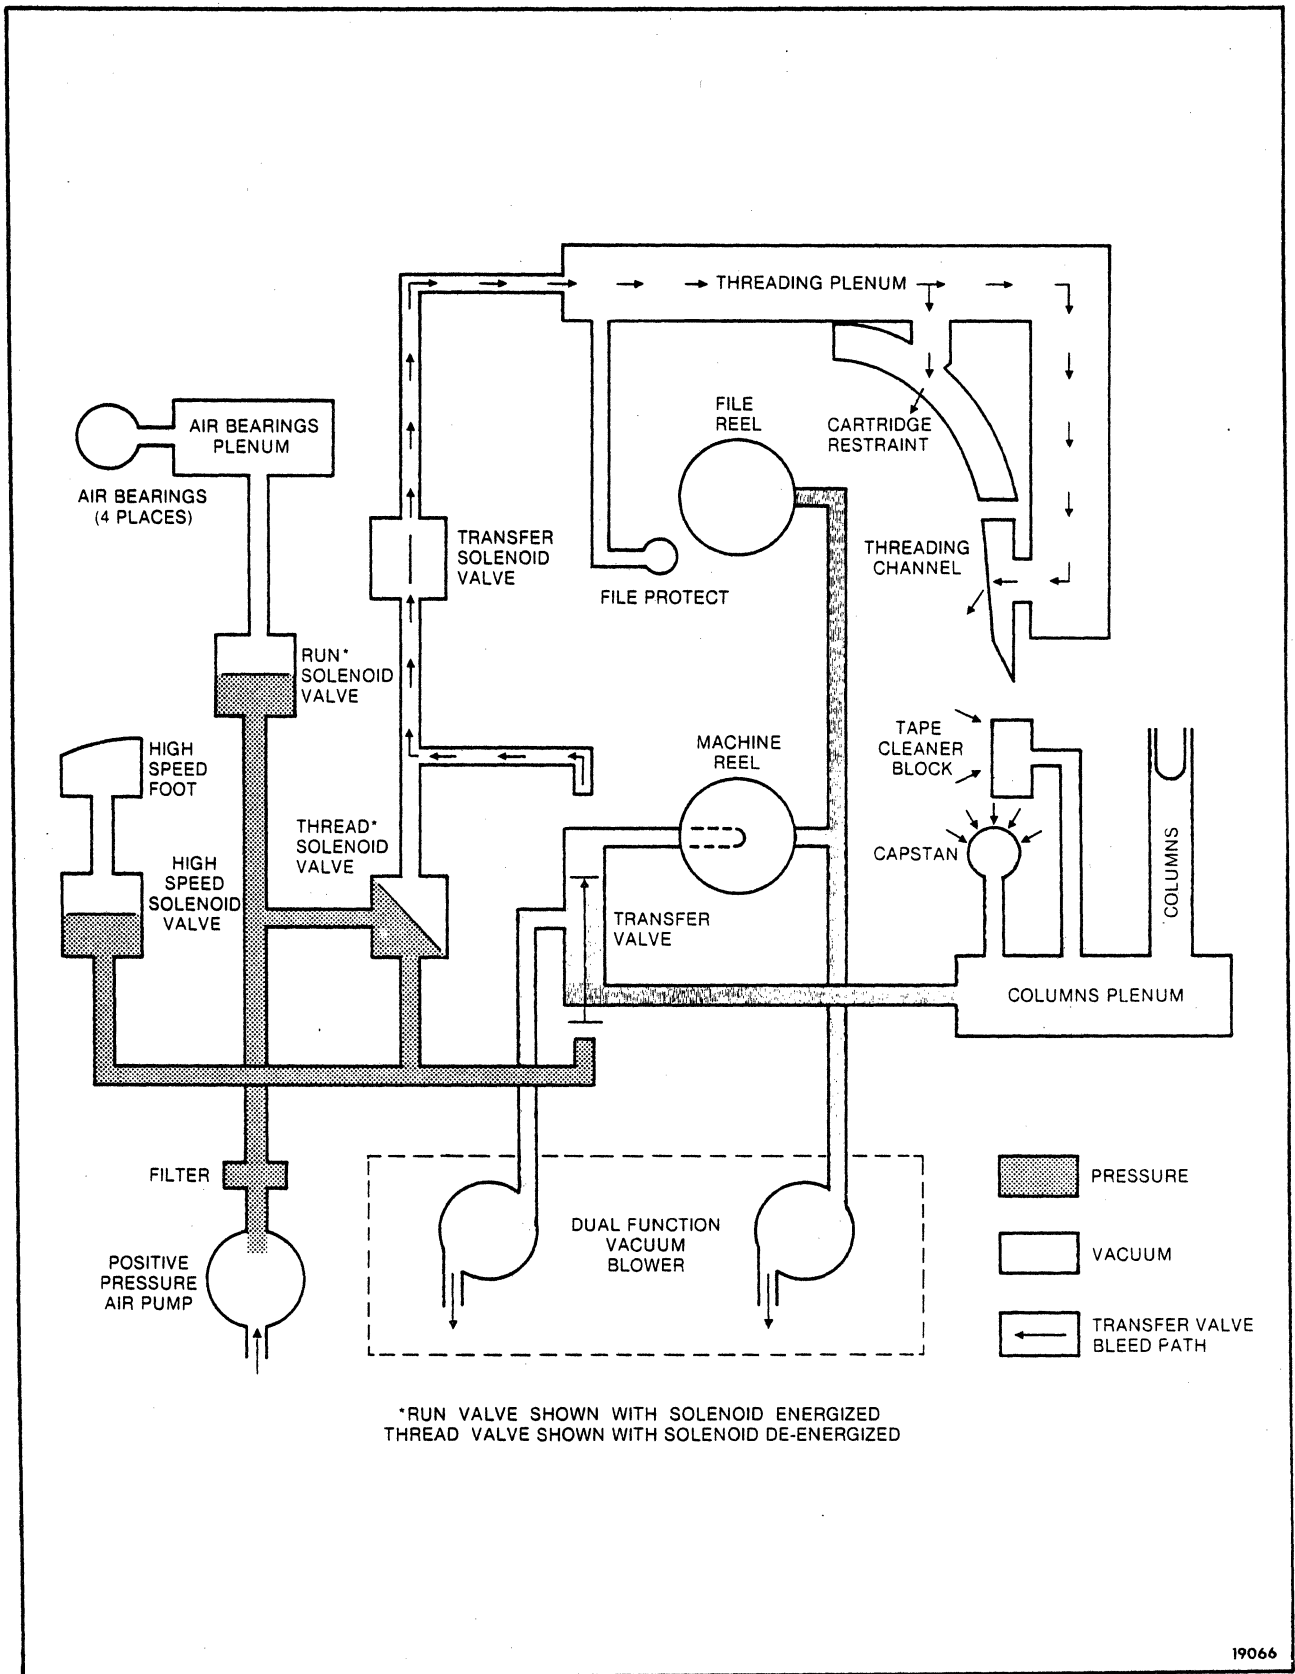 THREADING PLENUM
FILE
REEL
CARTRIDGE
RESTRAINT
AIR BEARINGS
PLENUM
AIR BEARINGS
(4 PLACES)
TRANSFER
SOLENOID
VALVE
THREADING
CHANNEL
FILE PROTECT
RUN*
SOLENOID
VALVE
HIGH
SPEED
FOOT
MACHINE
REEL
TAPE
CLEANER
BLOCK
THREAD*
SOLENOID
VALVE
HIGH
SPEED
SOLENOID
VALVE
CAPSTAN
COLUMNS
TRANSFER
VALVE
COLUMNS PLENUM
FILTER
PRESSURE
DUAL FUNCTION
VACUUM
BLOWER
VACUUM
POSITIVE
PRESSURE
AIR PUMP
TRANSFER VALVE
BLEED PATH
*RUN VALVE SHOWN WITH SOLENOID ENERGIZED
THREAD VALVE SHOWN WITH SOLENOID DE-ENERGIZED
19066